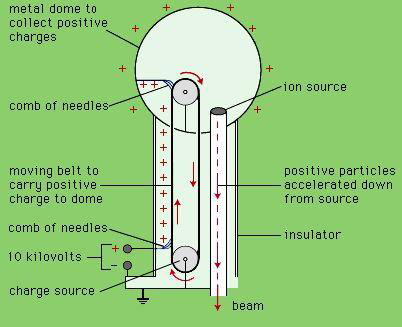 metal dome to
collect positive
charges
comb of needles
moving belt to
carry positive
charge to dome
comb of needles
+
10 kilovolts
−
charge source
ion source
positive particles
accelerated down
from source
insulator
beam